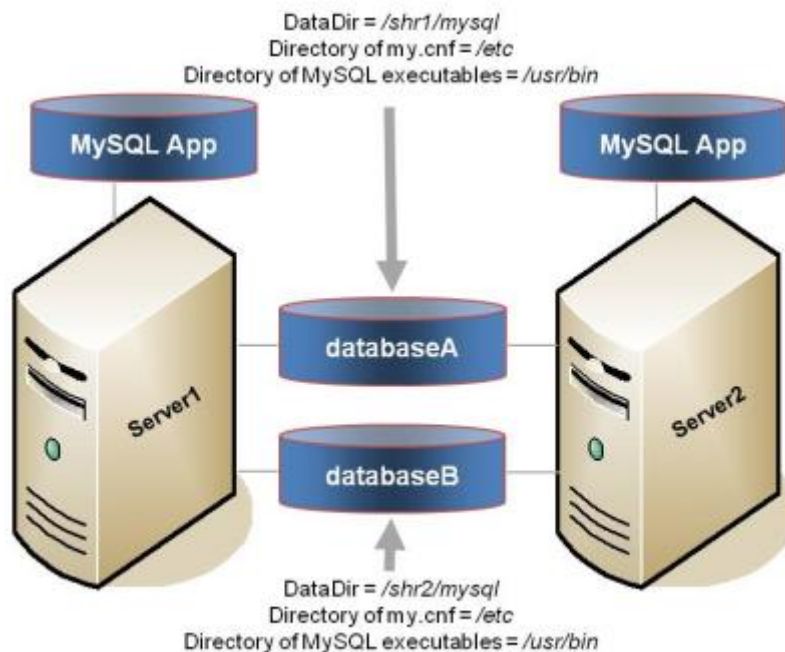 DataDir = /shr1/mysql
Directory of my.cnf = /etc
Directory of MySQL executables = /usr/bin
MySQL App
MySQL App
databaseA
Server1
Server2
databaseB
DataDir = /shr2/mysql
Directory of my.cnf = /etc
Directory of MySQL executables = /usr/bin